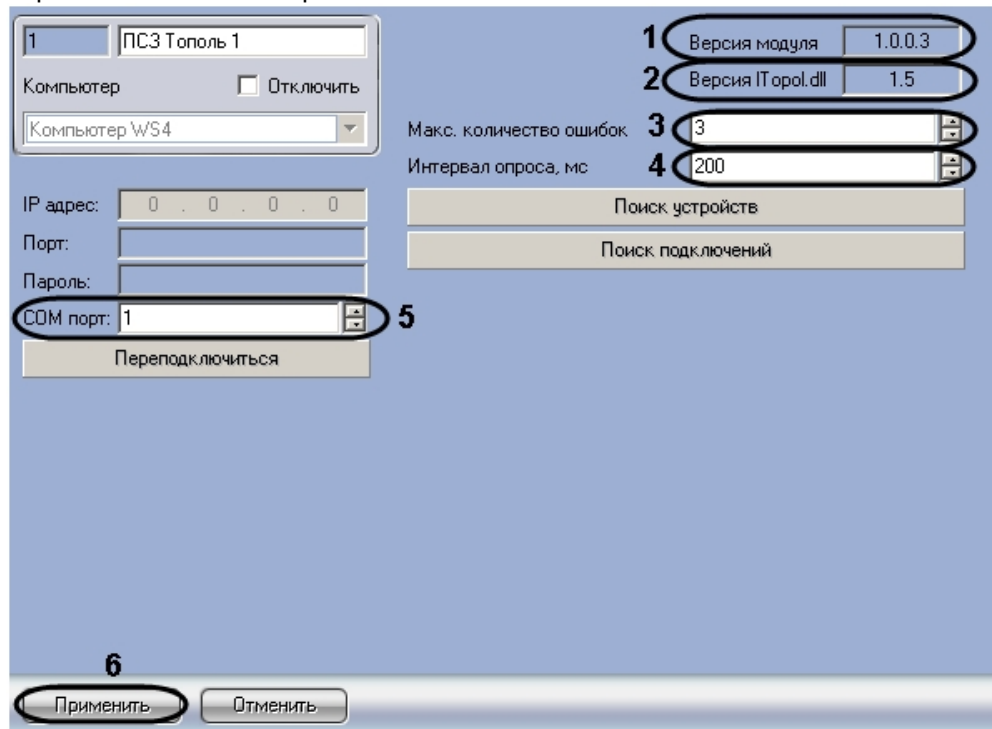 1 ПСЗ Тополь 1
Компьютер Отключить
Компьютер WS4
IP адрес: 0 . 0 . 0 . 0
Порт:
Пароль:
COM порт: 1 5
Переподключиться
1 Версия модуля 1.0.0.3
2 Версия ITopol.dll 1.5
Макс. количество ошибок 3 3
Интервал опроса, мс 4 200
Поиск устройств
Поиск подключений
6
Применить Отменить